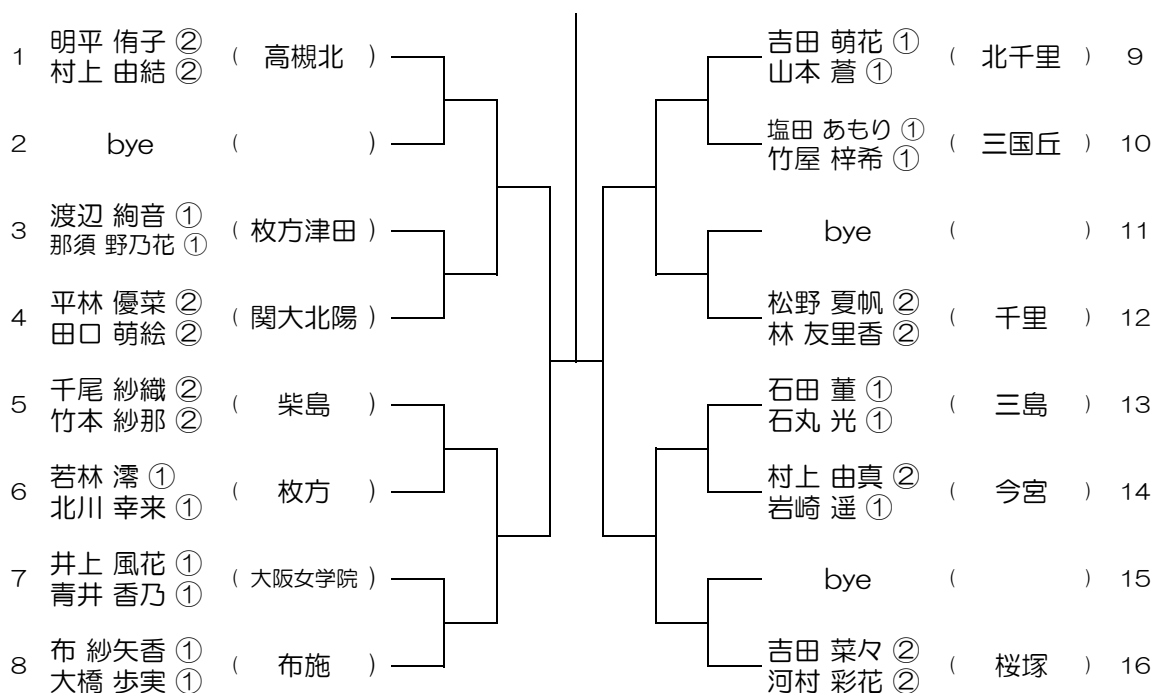 1 明平 侑子 ② ( 高槻北 )
村上 由結 ②
2 bye ( )
3 渡辺 絢音 ① ( 枚方津田 )
那須 野乃花 ①
4 平林 優菜 ② ( 関大北陽 )
田口 萌絵 ②
5 千尾 紗織 ② ( 柴島 )
竹本 紗那 ②
6 若林 澪 ① ( 枚方 )
北川 幸来 ①
7 井上 風花 ① ( 大阪女学院 )
青井 香乃 ①
8 布 紗矢香 ① ( 布施 )
大橋 歩実 ①
吉田 萌花 ① ( 北千里 ) 9
山本 蒼 ①
塩田 あもり ① ( 三国丘 ) 10
竹屋 梓希 ①
bye ( ) 11
松野 夏帆 ② ( 千里 ) 12
林 友里香 ②
石田 菫 ① ( 三島 ) 13
石丸 光 ①
村上 由真 ② ( 今宮 ) 14
岩崎 遥 ①
bye ( ) 15
吉田 菜々 ② ( 桜塚 ) 16
河村 彩花 ②